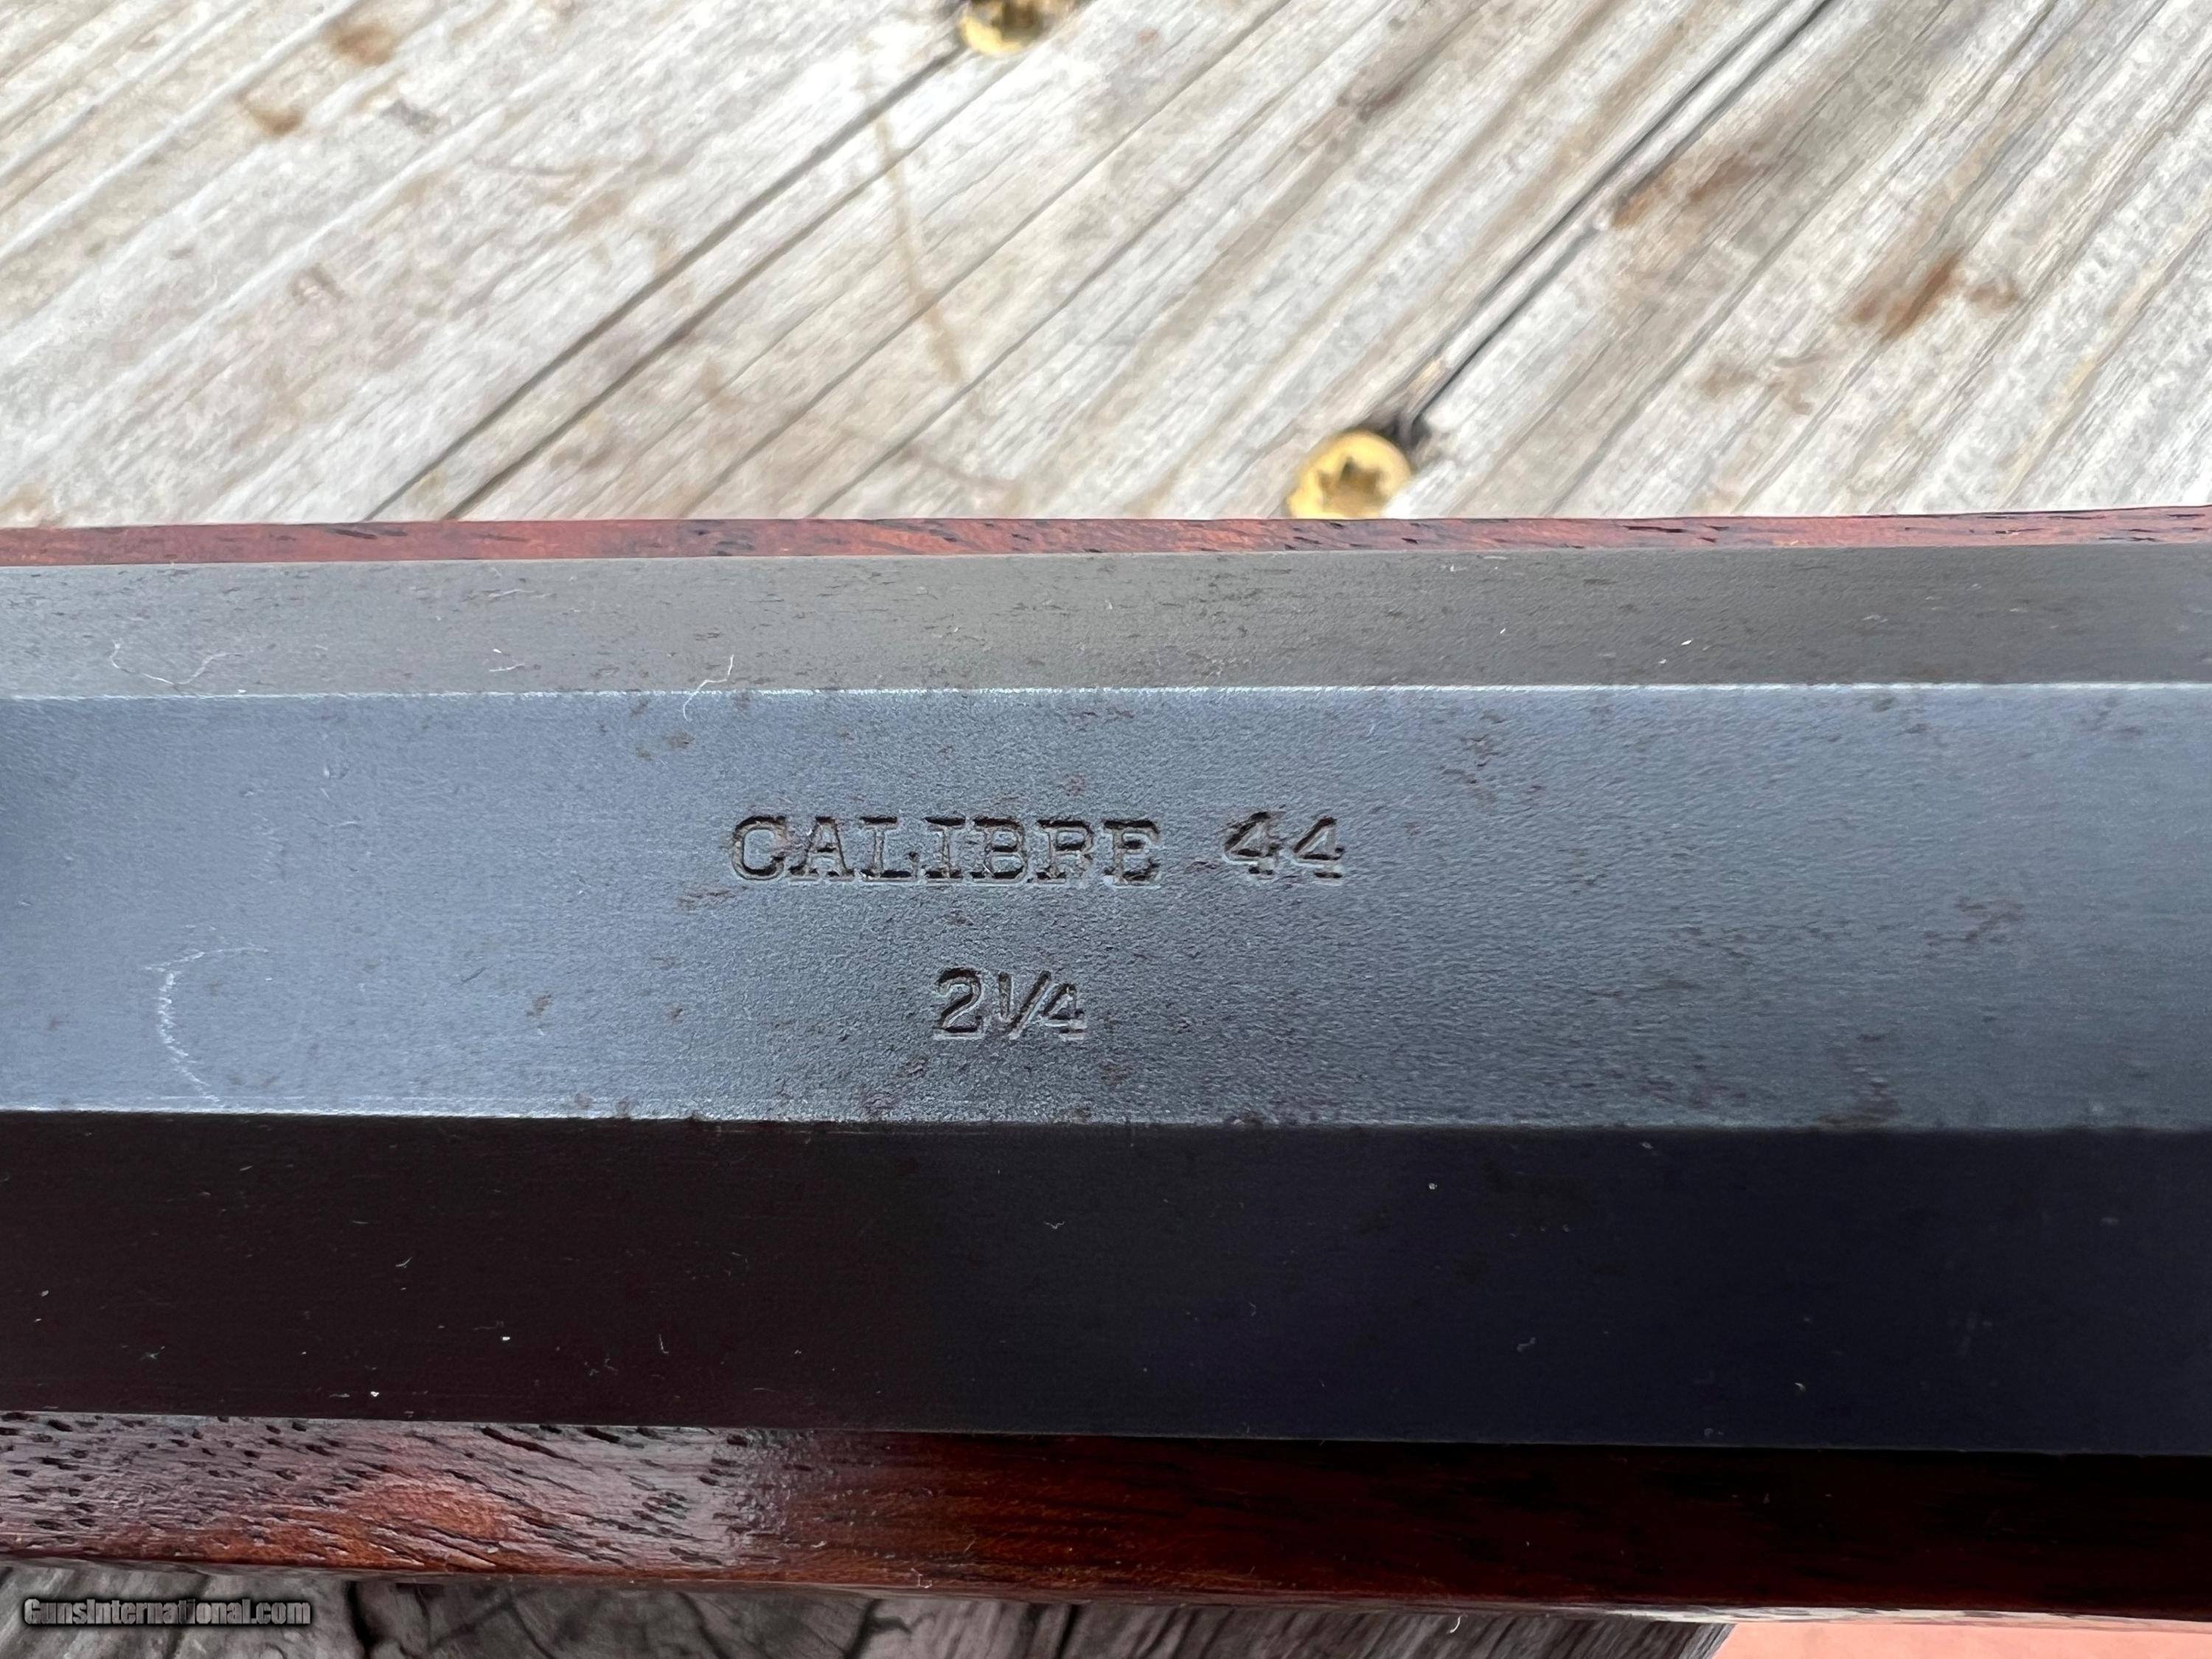 CALIBRE 44
2 1/4
GunsInternational.com